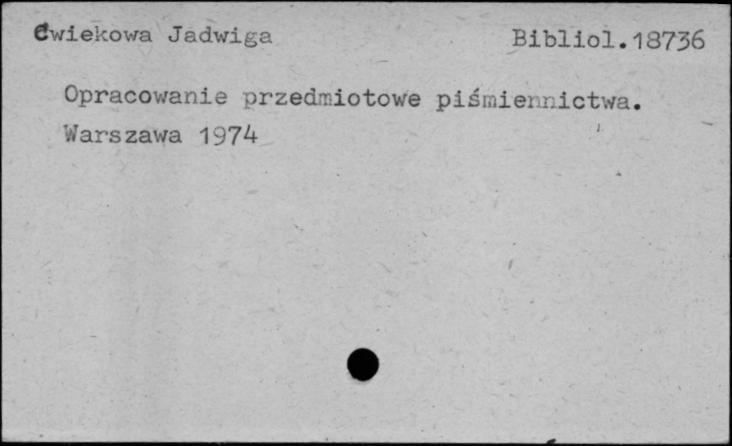 Ćwiekowa Jadwiga Bibliol.18736
Opracowanie przedmiotowe piśmiennictwa.
Warszawa 1974